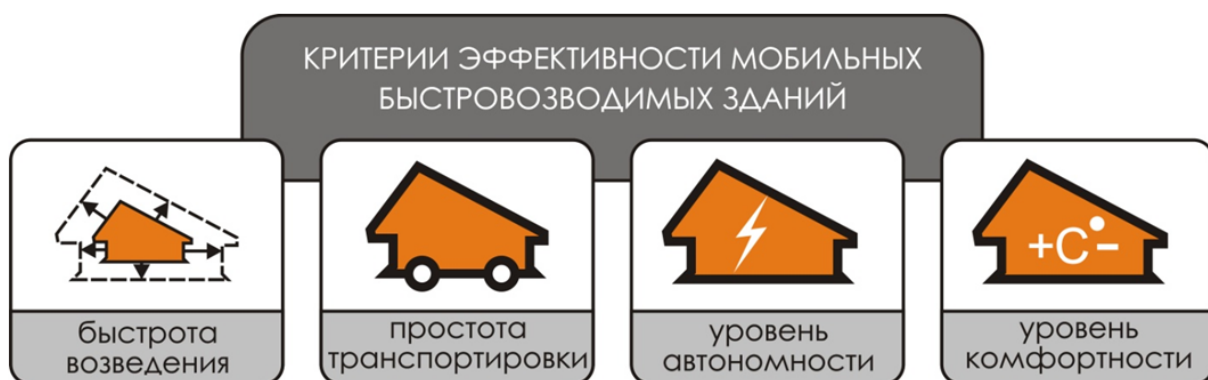 КРИТЕРИИ ЭФФЕКТИВНОСТИ МОБИЛЬНЫХ
БЫСТРОВОЗВОДИМЫХ ЗДАНИЙ
+C•-
быстрота
возведения
простота
транспортировки
уровень
автономности
уровень
комфортности